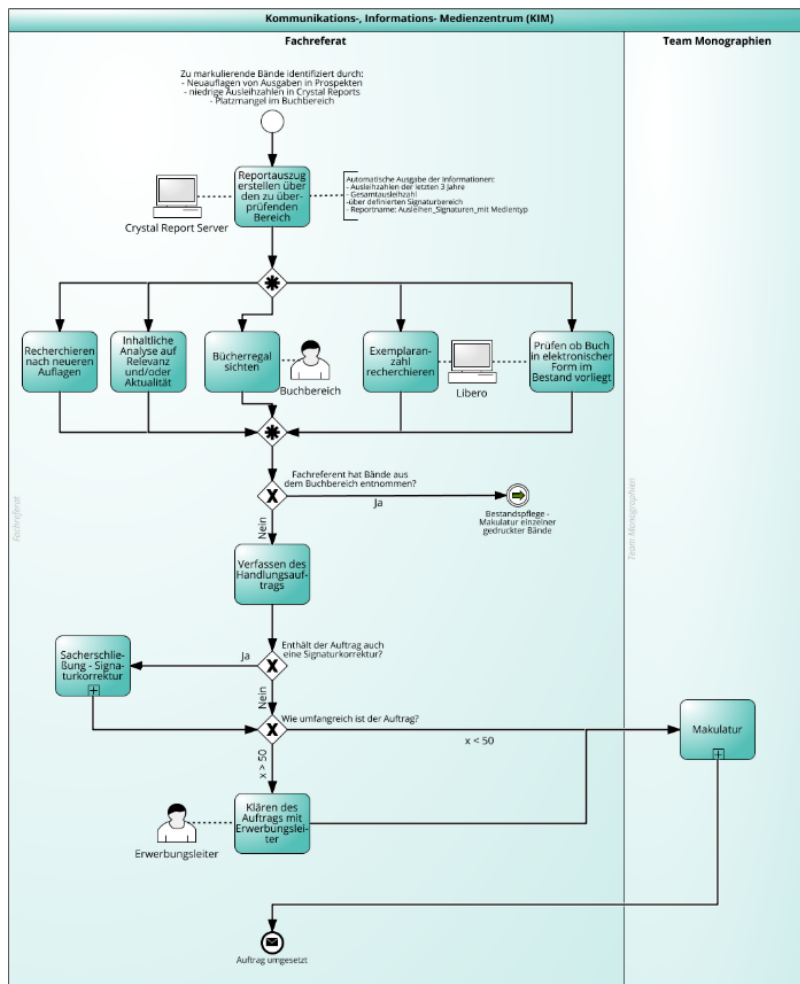 Kommunikations-, Informations- Medienzentrum (KIM)
Fachreferat
Team Monographien
Zu markulierende Bände identifiziert durch:
- Neuauflagen von Ausgaben in Prospekten
- niedrige Ausleihzahlen in Crystal Reports
- Platzmangel im Buchbereich
Reportauszug
erstellen über
den zu über-
prüfenden
Bereich
Crystal Report Server
Automatische Ausgabe der Informationen:
- Ausleihzahlen der letzten 3 Jahre
- Gesamtausleihzahl
-über definierten Signaturbereich
- Reportname: Ausleihen_Signaturen_mit Medientyp
Recherchieren
nach neueren
Auflagen
Inhaltliche
Analyse auf
Relevanz
und/oder
Aktualität
Bücherregal
sichten
Buchbereich
Exemplaran-
zahl
recherchieren
Libero
Prüfen ob Buch
in elektronischer
Form im
Bestand vorliegt
Fachreferent hat Bände aus
dem Buchbereich entnommen?
Ja
Nein
Bestandspflege -
Makulatur einzelner
gedruckter Bände
Fachreferat
Team Monographien
Verfassen des
Handlungsauf-
trags
Enthält der Auftrag auch
eine Signaturkorrektur?
Ja
Nein
Sacherschlie-
ßung - Signa-
turkorrektur
Wie umfangreich ist der Auftrag?
x < 50
x > 50
Makulatur
Klären des
Auftrags mit
Erwerbungslei-
ter
Erwerbungsleiter
Auftrag umgesetzt